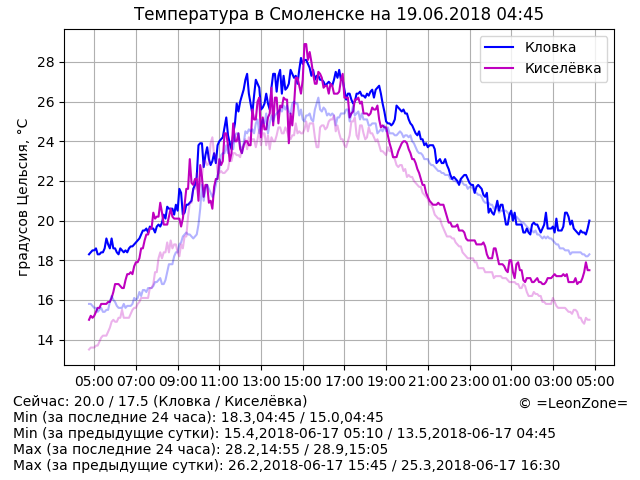 Температура в Смоленске на 19.06.2018 04:45
градусов Цельсия, °C
28
26
24
22
20
18
16
14
Кловка
Киселёвка
05:00 07:00 09:00 11:00 13:00 15:00 17:00 19:00 21:00 23:00 01:00 03:00 05:00
Сейчас: 20.0 / 17.5 (Кловка / Киселёвка)
© =LeonZone=
Min (за последние 24 часа): 18.3,04:45 / 15.0,04:45
Min (за предыдущие сутки): 15.4,2018-06-17 05:10 / 13.5,2018-06-17 04:45
Max (за последние 24 часа): 28.2,14:55 / 28.9,15:05
Max (за предыдущие сутки): 26.2,2018-06-17 15:45 / 25.3,2018-06-17 16:30